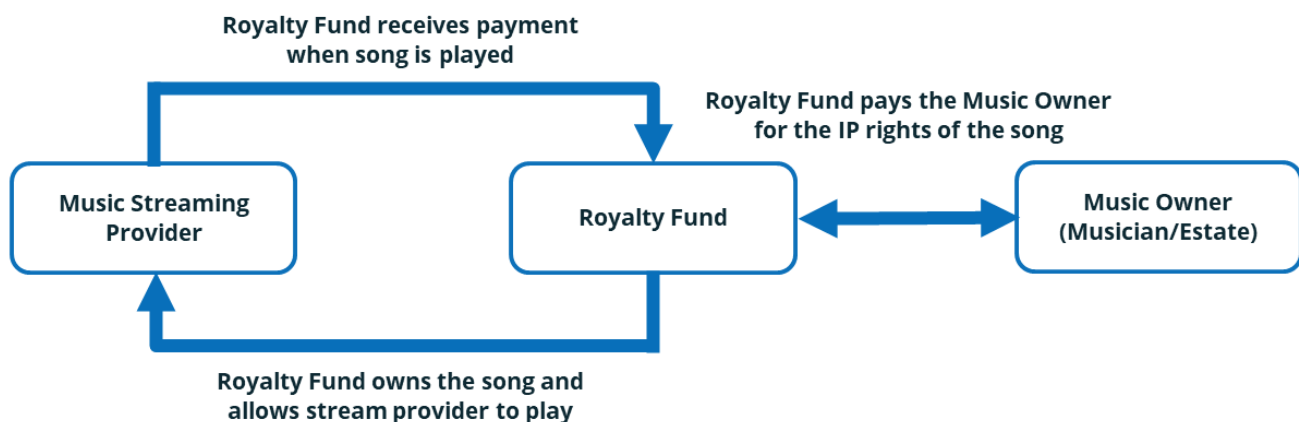 Royalty Fund receives payment
when song is played
Royalty Fund pays the Music Owner
for the IP rights of the song
Music Streaming
Provider
Royalty Fund
Music Owner
(Musician/Estate)
Royalty Fund owns the song and
allows stream provider to play